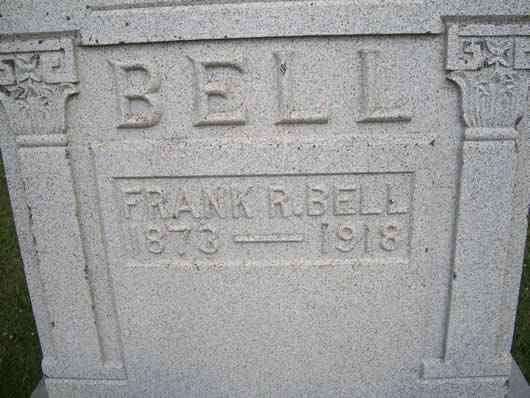 BELL
FRANK R. BELL
1873 — 1918